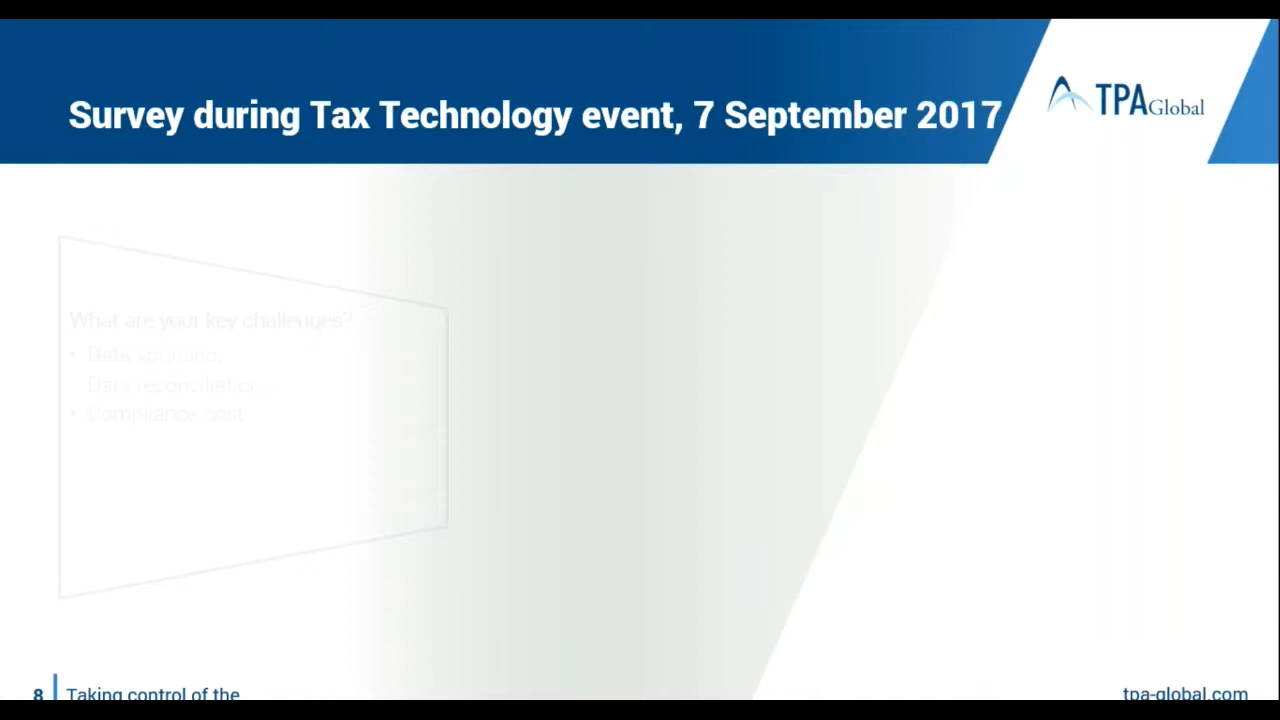 Survey during Tax Technology event, 7 September 2017
TPA Global
What are your key challenges?
• Data sourcing,
Data reconciliation,
• Compliance cost
8 Taking control of the
tpa-global.com